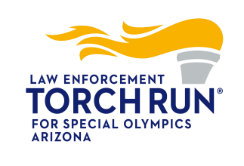 LAW ENFORCEMENT
TORCH RUN®
FOR SPECIAL OLYMPICS
ARIZONA